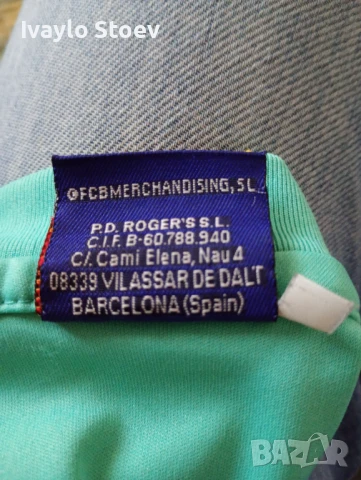 Ivaylo Stoev
©FCBMERCHANDISING, SL
P.D. ROGER'S S.L.
C.I.F. B-60.788.940
C/. Cami Elena, Nau 4
08339 VILASSAR DE DALT
BARCELONA (Spain)
BAZAR